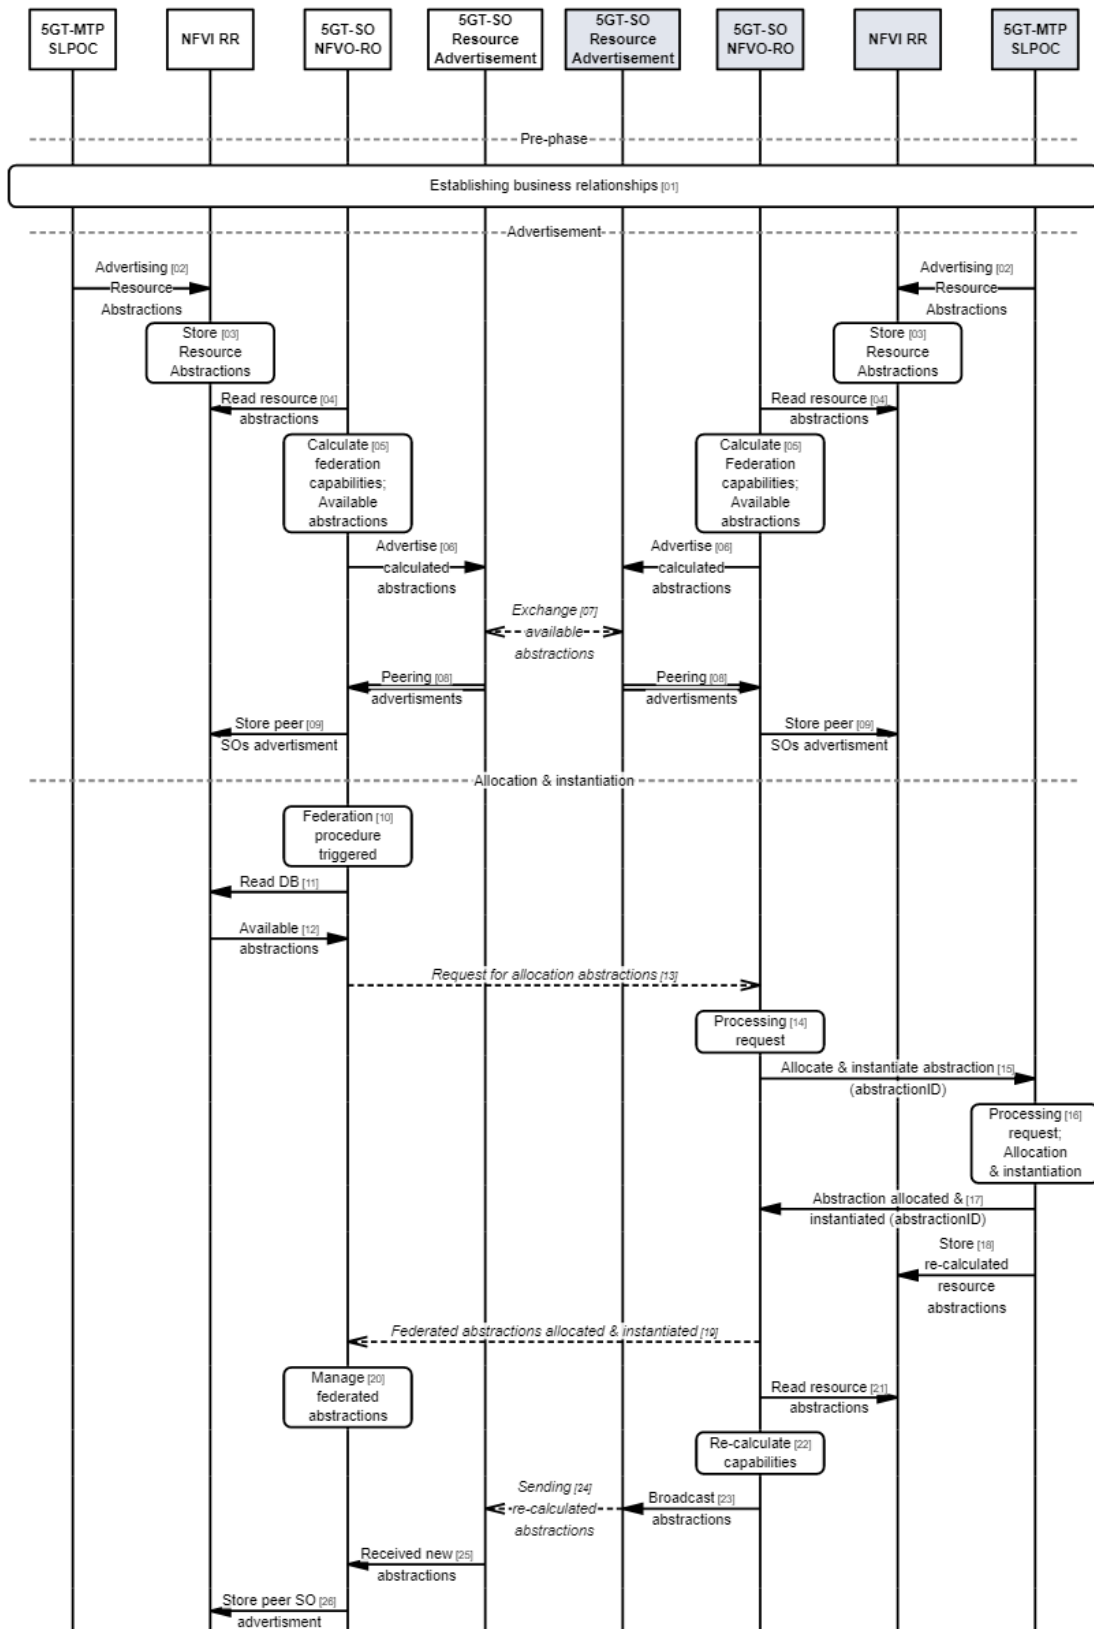 5GT-MTP
SLPOC
NFVI RR
5GT-SO
NFVO-RO
5GT-SO
Resource
Advertisement
5GT-SO
Resource
Advertisement
5GT-SO
NFVO-RO
NFVI RR
5GT-MTP
SLPOC
Pre-phase
Establishing business relationships [01]
Advertisement
Advertising [02]
Resource
Abstractions
Advertising [02]
Resource
Abstractions
Store [03]
Resource
Abstractions
Store [03]
Resource
Abstractions
Read resource [04]
abstractions
Read resource [04]
abstractions
Calculate [05]
federation
capabilities;
Available
abstractions
Calculate [05]
Federation
capabilities;
Available
abstractions
Advertise [06]
calculated
abstractions
Advertise [06]
calculated
abstractions
Exchange [07]
available
abstractions
Peering [08]
advertisments
Peering [08]
advertisments
Store peer [09]
SOs advertisment
Store peer [09]
SOs advertisment
Allocation & instantiation
Federation [10]
procedure
triggered
Read DB [11]
Available [12]
abstractions
Request for allocation abstractions [13]
Processing [14]
request
Allocate & instantiate abstraction [15]
(abstractionID)
Processing [16]
request;
Allocation
& instantiation
Abstraction allocated & [17]
instantiated (abstractionID)
Store [18]
re-calculated
resource
abstractions
Federated abstractions allocated & instantiated [19]
Manage [20]
federated
abstractions
Read resource [21]
abstractions
Re-calculate [22]
capabilities
Sending [24]
re-calculated
abstractions
Broadcast [23]
abstractions
Received new [25]
abstractions
Store peer SO [26]
advertisment